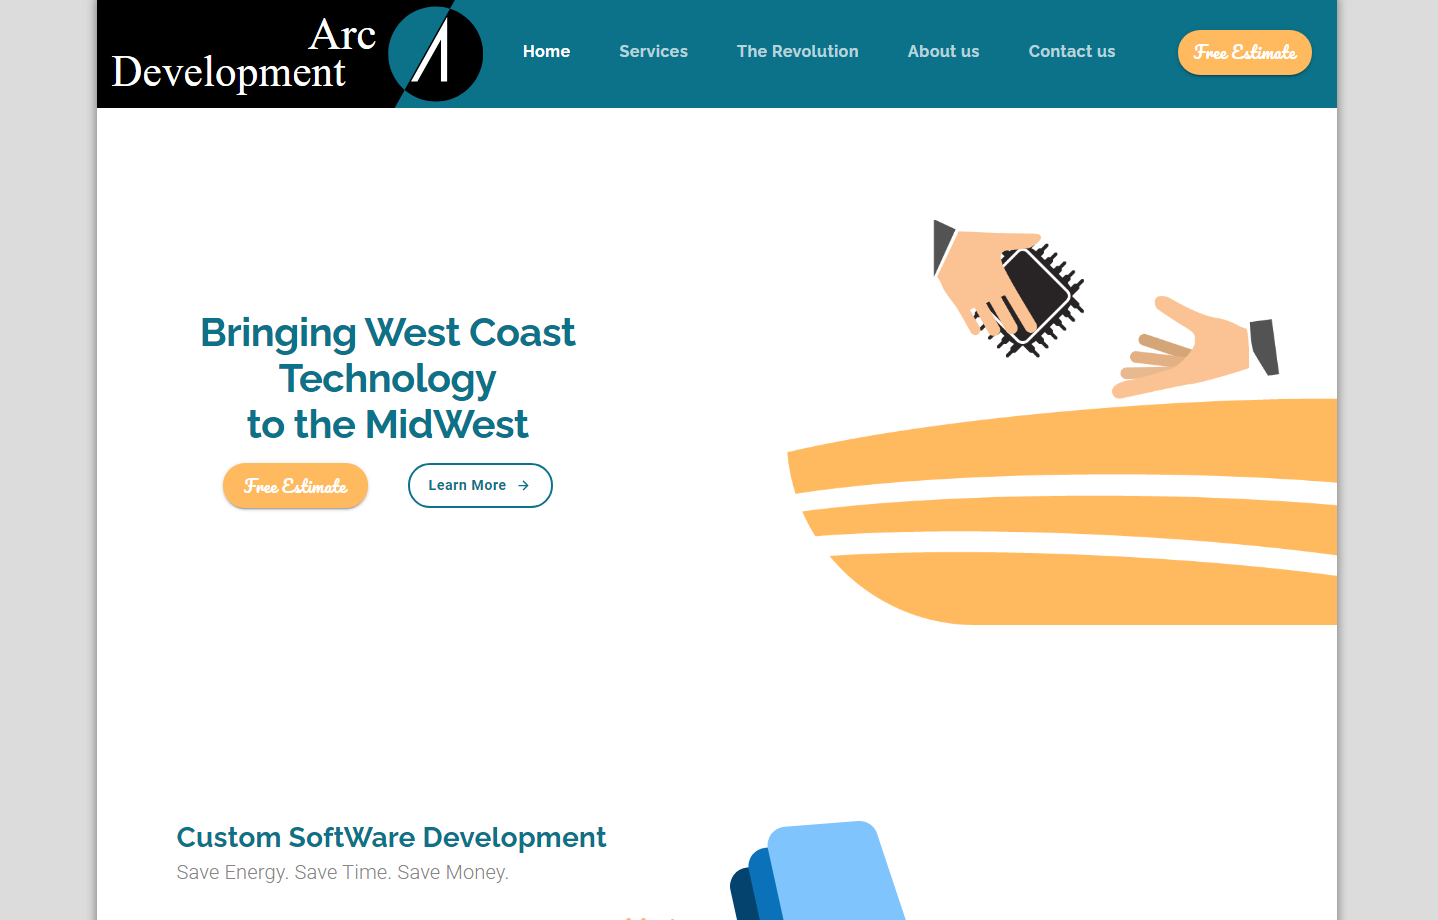 Arc
Development
Home
Services
The Revolution
About us
Contact us
Free Estimate
Bringing West Coast
Technology
to the MidWest
Free Estimate
Learn More
Custom SoftWare Development
Save Energy. Save Time. Save Money.